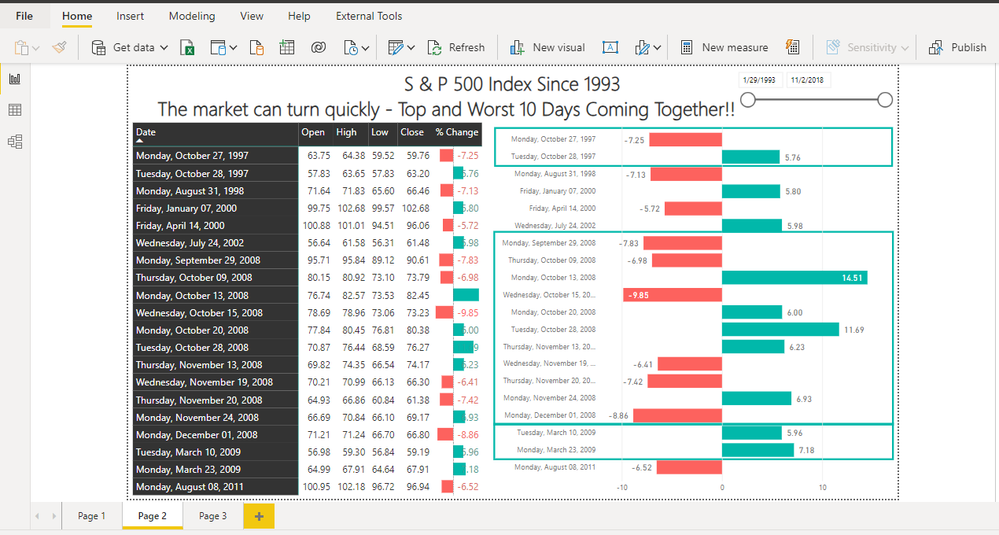 File Home Insert Modeling View Help External Tools
Get data Refresh New visual New measure Sensitivity Publish
S & P 500 Index Since 1993
The market can turn quickly - Top and Worst 10 Days Coming Together!!
1/29/1993 11/2/2018
Date Open High Low Close % Change
Monday, October 27, 1997 63.75 64.38 59.52 59.76 -7.25
Tuesday, October 28, 1997 57.83 63.65 57.83 63.20 5.76
Monday, August 31, 1998 71.64 71.83 65.60 66.46 -7.13
Friday, January 07, 2000 99.75 102.68 99.57 102.68 5.80
Friday, April 14, 2000 100.88 101.01 94.51 96.06 -5.72
Wednesday, July 24, 2002 56.64 61.58 56.31 61.48 5.98
Monday, September 29, 2008 95.71 95.84 89.12 90.61 -7.83
Thursday, October 09, 2008 80.15 80.92 73.10 73.79 -6.98
Monday, October 13, 2008 76.74 82.57 73.53 82.45
Wednesday, October 15, 2008 78.69 78.96 73.06 73.23 -9.85
Monday, October 20, 2008 77.84 80.45 76.81 80.38 6.00
Tuesday, October 28, 2008 70.87 76.44 68.59 76.27 9
Thursday, November 13, 2008 69.82 74.35 66.54 74.17 6.23
Wednesday, November 19, 2008 70.21 70.99 66.13 66.30 -6.41
Thursday, November 20, 2008 64.93 66.86 60.84 61.38 -7.42
Monday, November 24, 2008 66.69 70.84 66.10 69.17 6.93
Monday, December 01, 2008 71.21 71.24 66.70 66.80 -8.86
Tuesday, March 10, 2009 56.98 59.30 56.84 59.19 5.96
Monday, March 23, 2009 64.99 67.91 64.64 67.91 7.18
Monday, August 08, 2011 100.95 102.18 96.72 96.94 -6.52
Monday, October 27, 1997 -7.25
Tuesday, October 28, 1997 5.76
Monday, August 31, 1998 -7.13
Friday, January 07, 2000 5.80
Friday, April 14, 2000 -5.72
Wednesday, July 24, 2002 5.98
Monday, September 29, 2008 -7.83
Thursday, October 09, 2008 -6.98
Monday, October 13, 2008 14.51
Wednesday, October 15, 20... -9.85
Monday, October 20, 2008 6.00
Tuesday, October 28, 2008 11.69
Thursday, November 13, 20... 6.23
Wednesday, November 19, ... -6.41
Thursday, November 20, 20... -7.42
Monday, November 24, 2008 6.93
Monday, December 01, 2008 -8.86
Tuesday, March 10, 2009 5.96
Monday, March 23, 2009 7.18
Monday, August 08, 2011 -6.52
-10 0 10
Page 1 Page 2 Page 3 +